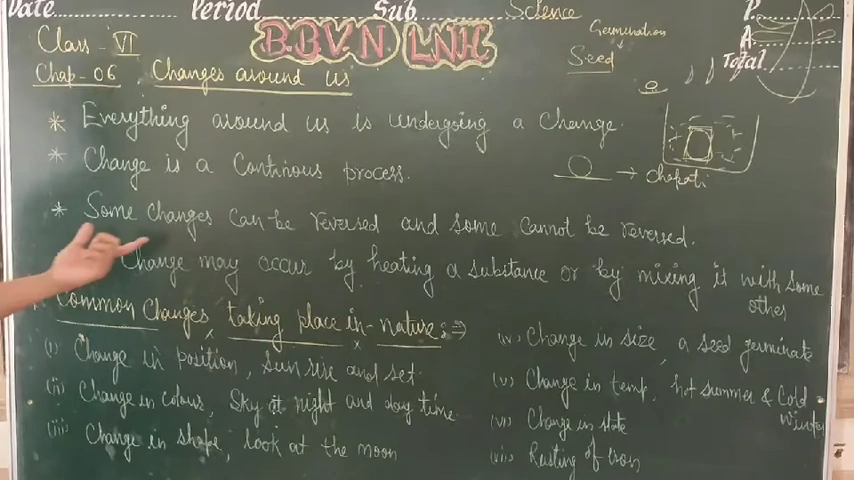 Date Period Sub. Science P.
Class - VI B.B.V.N LNH Germination A
Seed Total
Chap - 06 Changes around us
* Everything around us is undergoing a Change.
* Change is a Continous process.
→ chapati
* Some Changes Can be reversed and some Cannot be reversed.
Change may occur by heating a substance or by mixing it with some
other
Common Changes taking place in - nature :⇒
(i) Change in position, Sun rise and set.
(ii) Change in colour, Sky at night and day time.
(iii) Change in shape, look at the moon
(iv) Change in size, a seed germinate
(v) Change in temp, hot summer & Cold
winter
(vi) Change in state
(vii) Rusting of iron